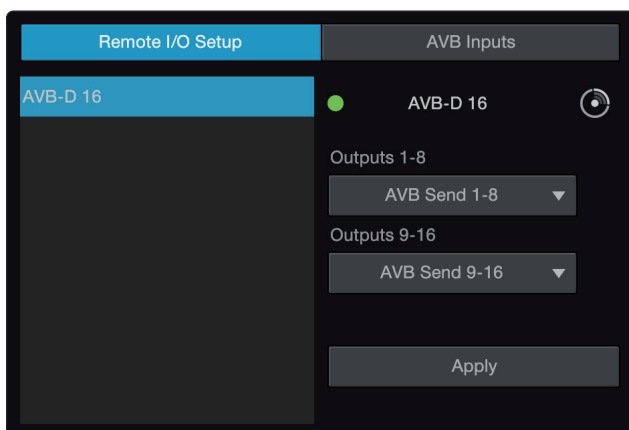 Remote I/O Setup
AVB Inputs
AVB-D 16
AVB-D 16
Outputs 1-8
AVB Send 1-8
Outputs 9-16
AVB Send 9-16
Apply